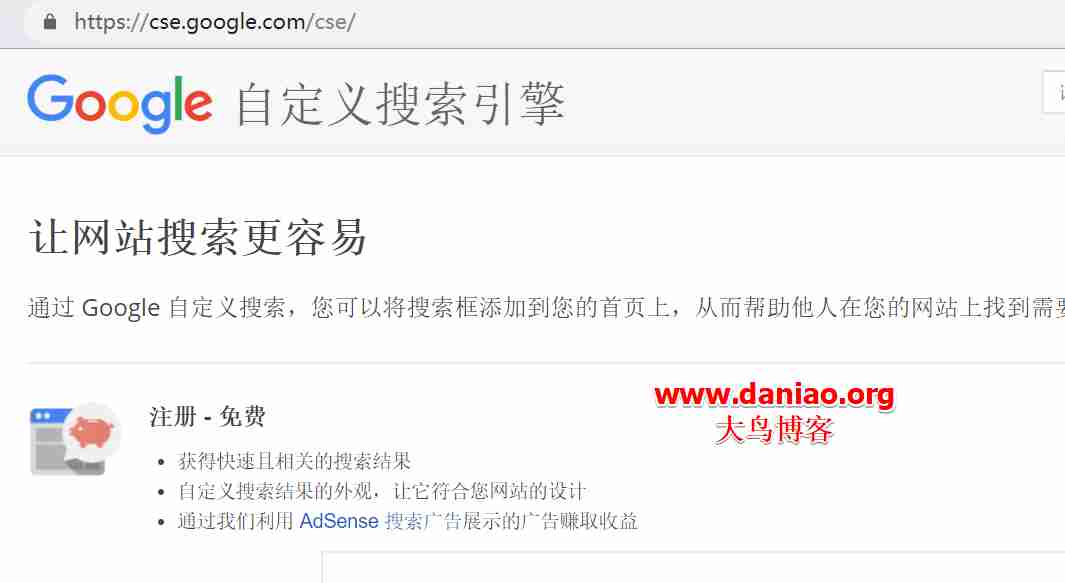 https://cse.google.com/cse/
Google 自定义搜索引擎
让网站搜索更容易
通过 Google 自定义搜索，您可以将搜索框添加到您的首页上，从而帮助他人在您的网站上找到需
www.daniao.org
注册 - 免费
大鸟博客
获得快速且相关的搜索结果
自定义搜索结果的外观，让它符合您网站的设计
通过我们利用 AdSense 搜索广告展示的广告赚取收益